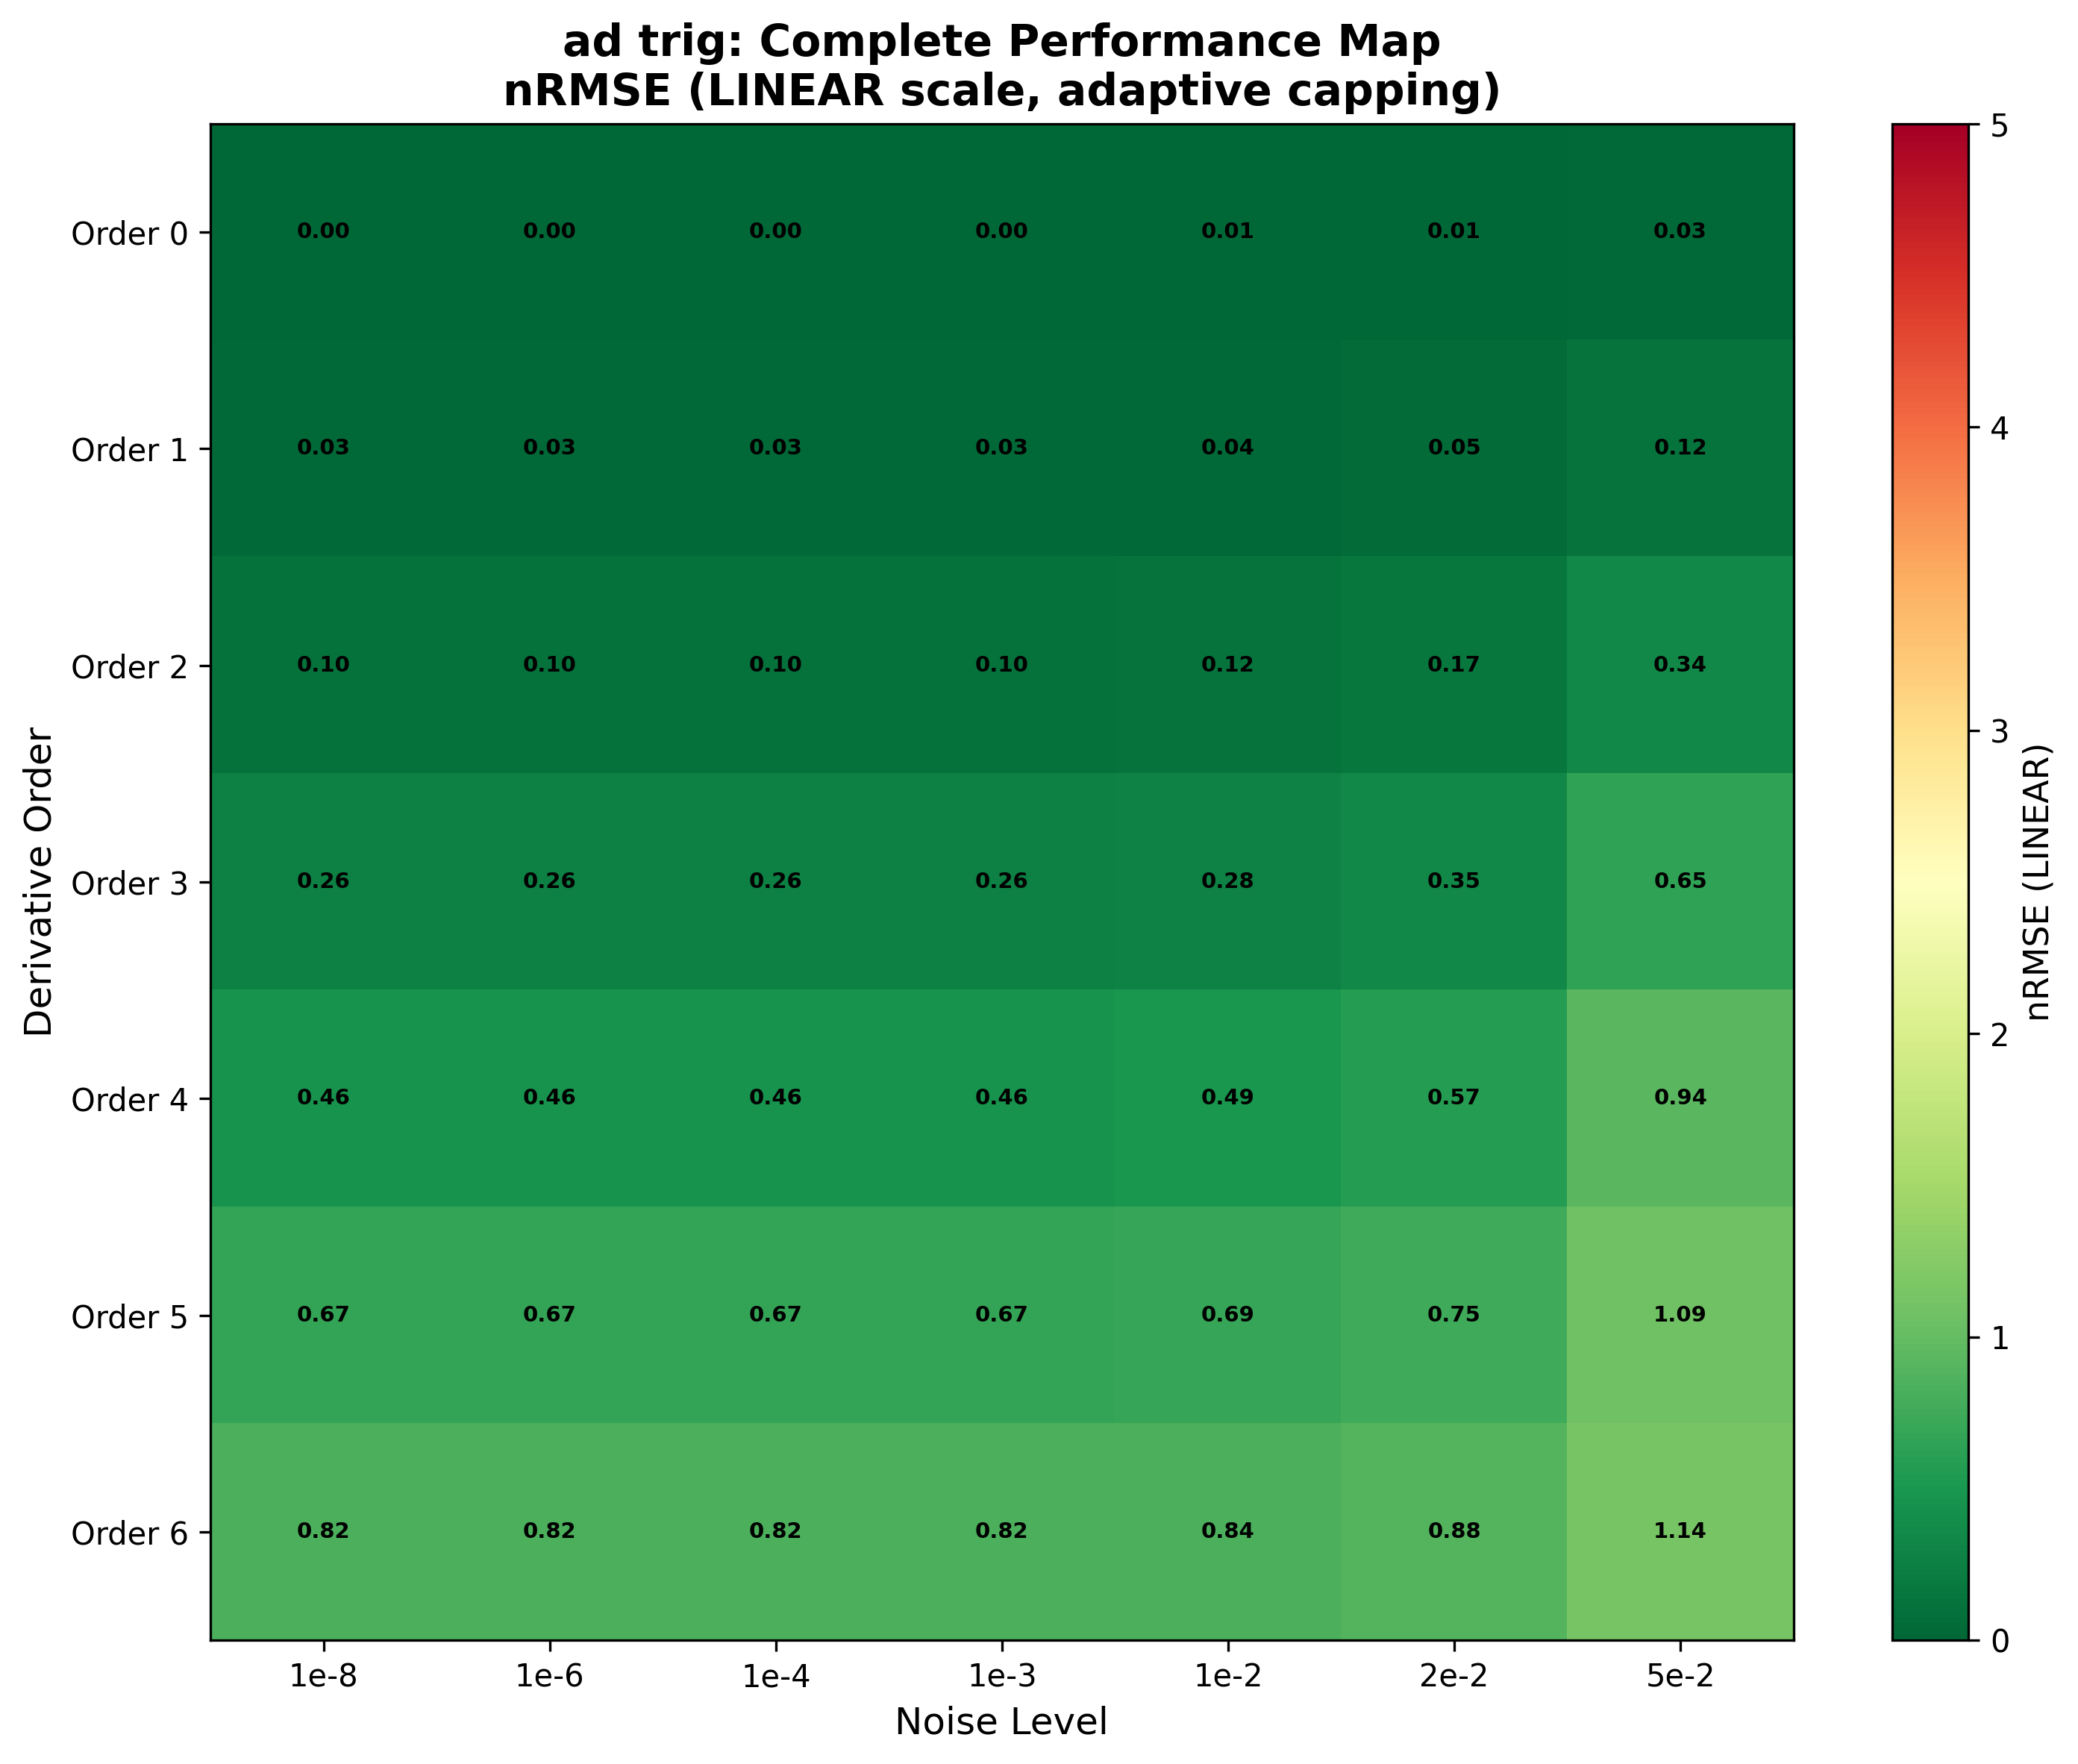 ad trig: Complete Performance Map
nRMSE (LINEAR scale, adaptive capping)
Derivative Order
Order 0 0.00 0.00 0.00 0.00 0.01 0.01 0.03
Order 1 0.03 0.03 0.03 0.03 0.04 0.05 0.12
Order 2 0.10 0.10 0.10 0.10 0.12 0.17 0.34
Order 3 0.26 0.26 0.26 0.26 0.28 0.35 0.65
Order 4 0.46 0.46 0.46 0.46 0.49 0.57 0.94
Order 5 0.67 0.67 0.67 0.67 0.69 0.75 1.09
Order 6 0.82 0.82 0.82 0.82 0.84 0.88 1.14
1e-8 1e-6 1e-4 1e-3 1e-2 2e-2 5e-2
Noise Level
5
4
3
2
1
0
nRMSE (LINEAR)